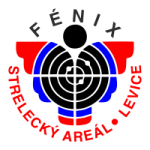 FÉNIX
STRELECKÝ AREÁL • LEVICE